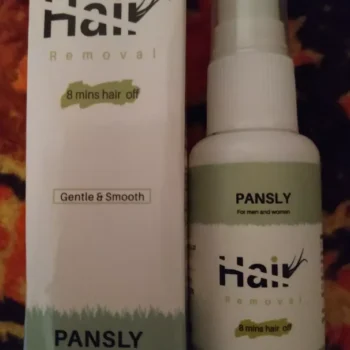 Hair
Removal
8 mins hair off
Gentle & Smooth
PANSLY
PANSLY
For men and women
Hair
Removal
8 mins hair off